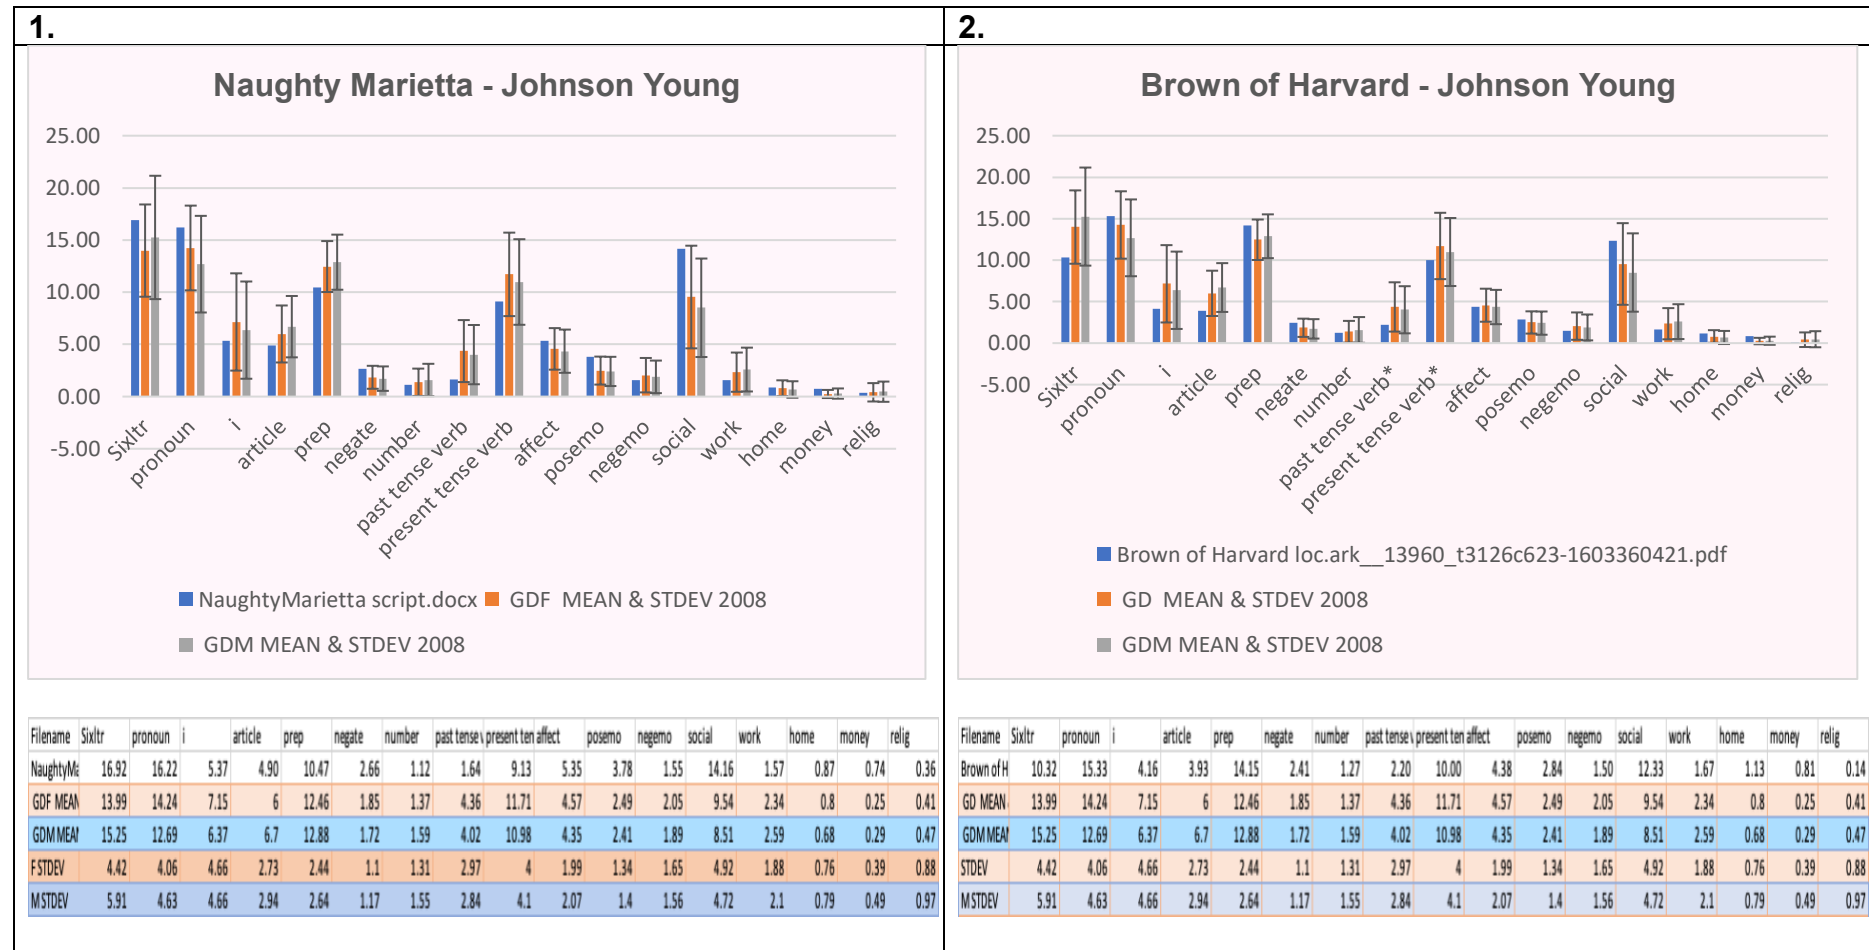 1.
Naughty Marietta - Johnson Young
25.00
20.00
15.00
10.00
5.00
0.00
-5.00
Sixltr pronoun i article prep negate number past tense verb present tense verb affect posemo negemo social work home money relig
NaughtyMarietta script.docx GDF MEAN & STDEV 2008
GDM MEAN & STDEV 2008
Filename Sixltr pronoun i article prep negate number past tense v present ten affect posemo negemo social work home money relig
NaughtyMa 16.92 16.22 5.37 4.90 10.47 2.66 1.12 1.64 9.13 5.35 3.78 1.55 14.16 1.57 0.87 0.74 0.36
GDF MEAN 13.99 14.24 7.15 6 12.46 1.85 1.37 4.36 11.71 4.57 2.49 2.05 9.54 2.34 0.8 0.25 0.41
GDM MEAN 15.25 12.69 6.37 6.7 12.88 1.72 1.59 4.02 10.98 4.35 2.41 1.89 8.51 2.59 0.68 0.29 0.47
F STDEV 4.42 4.06 4.66 2.73 2.44 1.1 1.31 2.97 4 1.99 1.34 1.65 4.92 1.88 0.76 0.39 0.88
M STDEV 5.91 4.63 4.66 2.94 2.64 1.17 1.55 2.84 4.1 2.07 1.4 1.56 4.72 2.1 0.79 0.49 0.97
2.
Brown of Harvard - Johnson Young
25.00
20.00
15.00
10.00
5.00
0.00
-5.00
Sixltr pronoun i article prep negate number past tense verb* present tense verb* affect posemo negemo social work home money relig
Brown of Harvard loc.ark__13960_t3126c623-1603360421.pdf
GD MEAN & STDEV 2008
GDM MEAN & STDEV 2008
Filename Sixltr pronoun i article prep negate number past tense v present ten affect posemo negemo social work home money relig
Brown of H 10.32 15.33 4.16 3.93 14.15 2.41 1.27 2.20 10.00 4.38 2.84 1.50 12.33 1.67 1.13 0.81 0.14
GD MEAN 13.99 14.24 7.15 6 12.46 1.85 1.37 4.36 11.71 4.57 2.49 2.05 9.54 2.34 0.8 0.25 0.41
GDM MEAN 15.25 12.69 6.37 6.7 12.88 1.72 1.59 4.02 10.98 4.35 2.41 1.89 8.51 2.59 0.68 0.29 0.47
STDEV 4.42 4.06 4.66 2.73 2.44 1.1 1.31 2.97 4 1.99 1.34 1.65 4.92 1.88 0.76 0.39 0.88
M STDEV 5.91 4.63 4.66 2.94 2.64 1.17 1.55 2.84 4.1 2.07 1.4 1.56 4.72 2.1 0.79 0.49 0.97